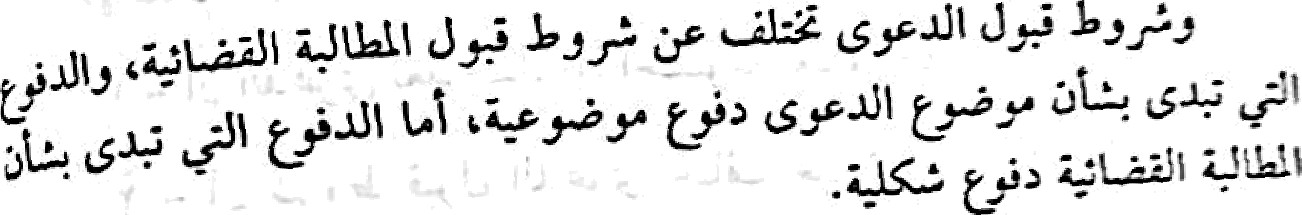 وشروط قبول الدعوى تختلف عن شروط قبول المطالبة القضائية، والدفوع
التي تبدى بشأن موضوع الدعوى دفوع موضوعية، أما الدفوع التي تبدى بشأن
المطالبة القضائية دفوع شكلية.